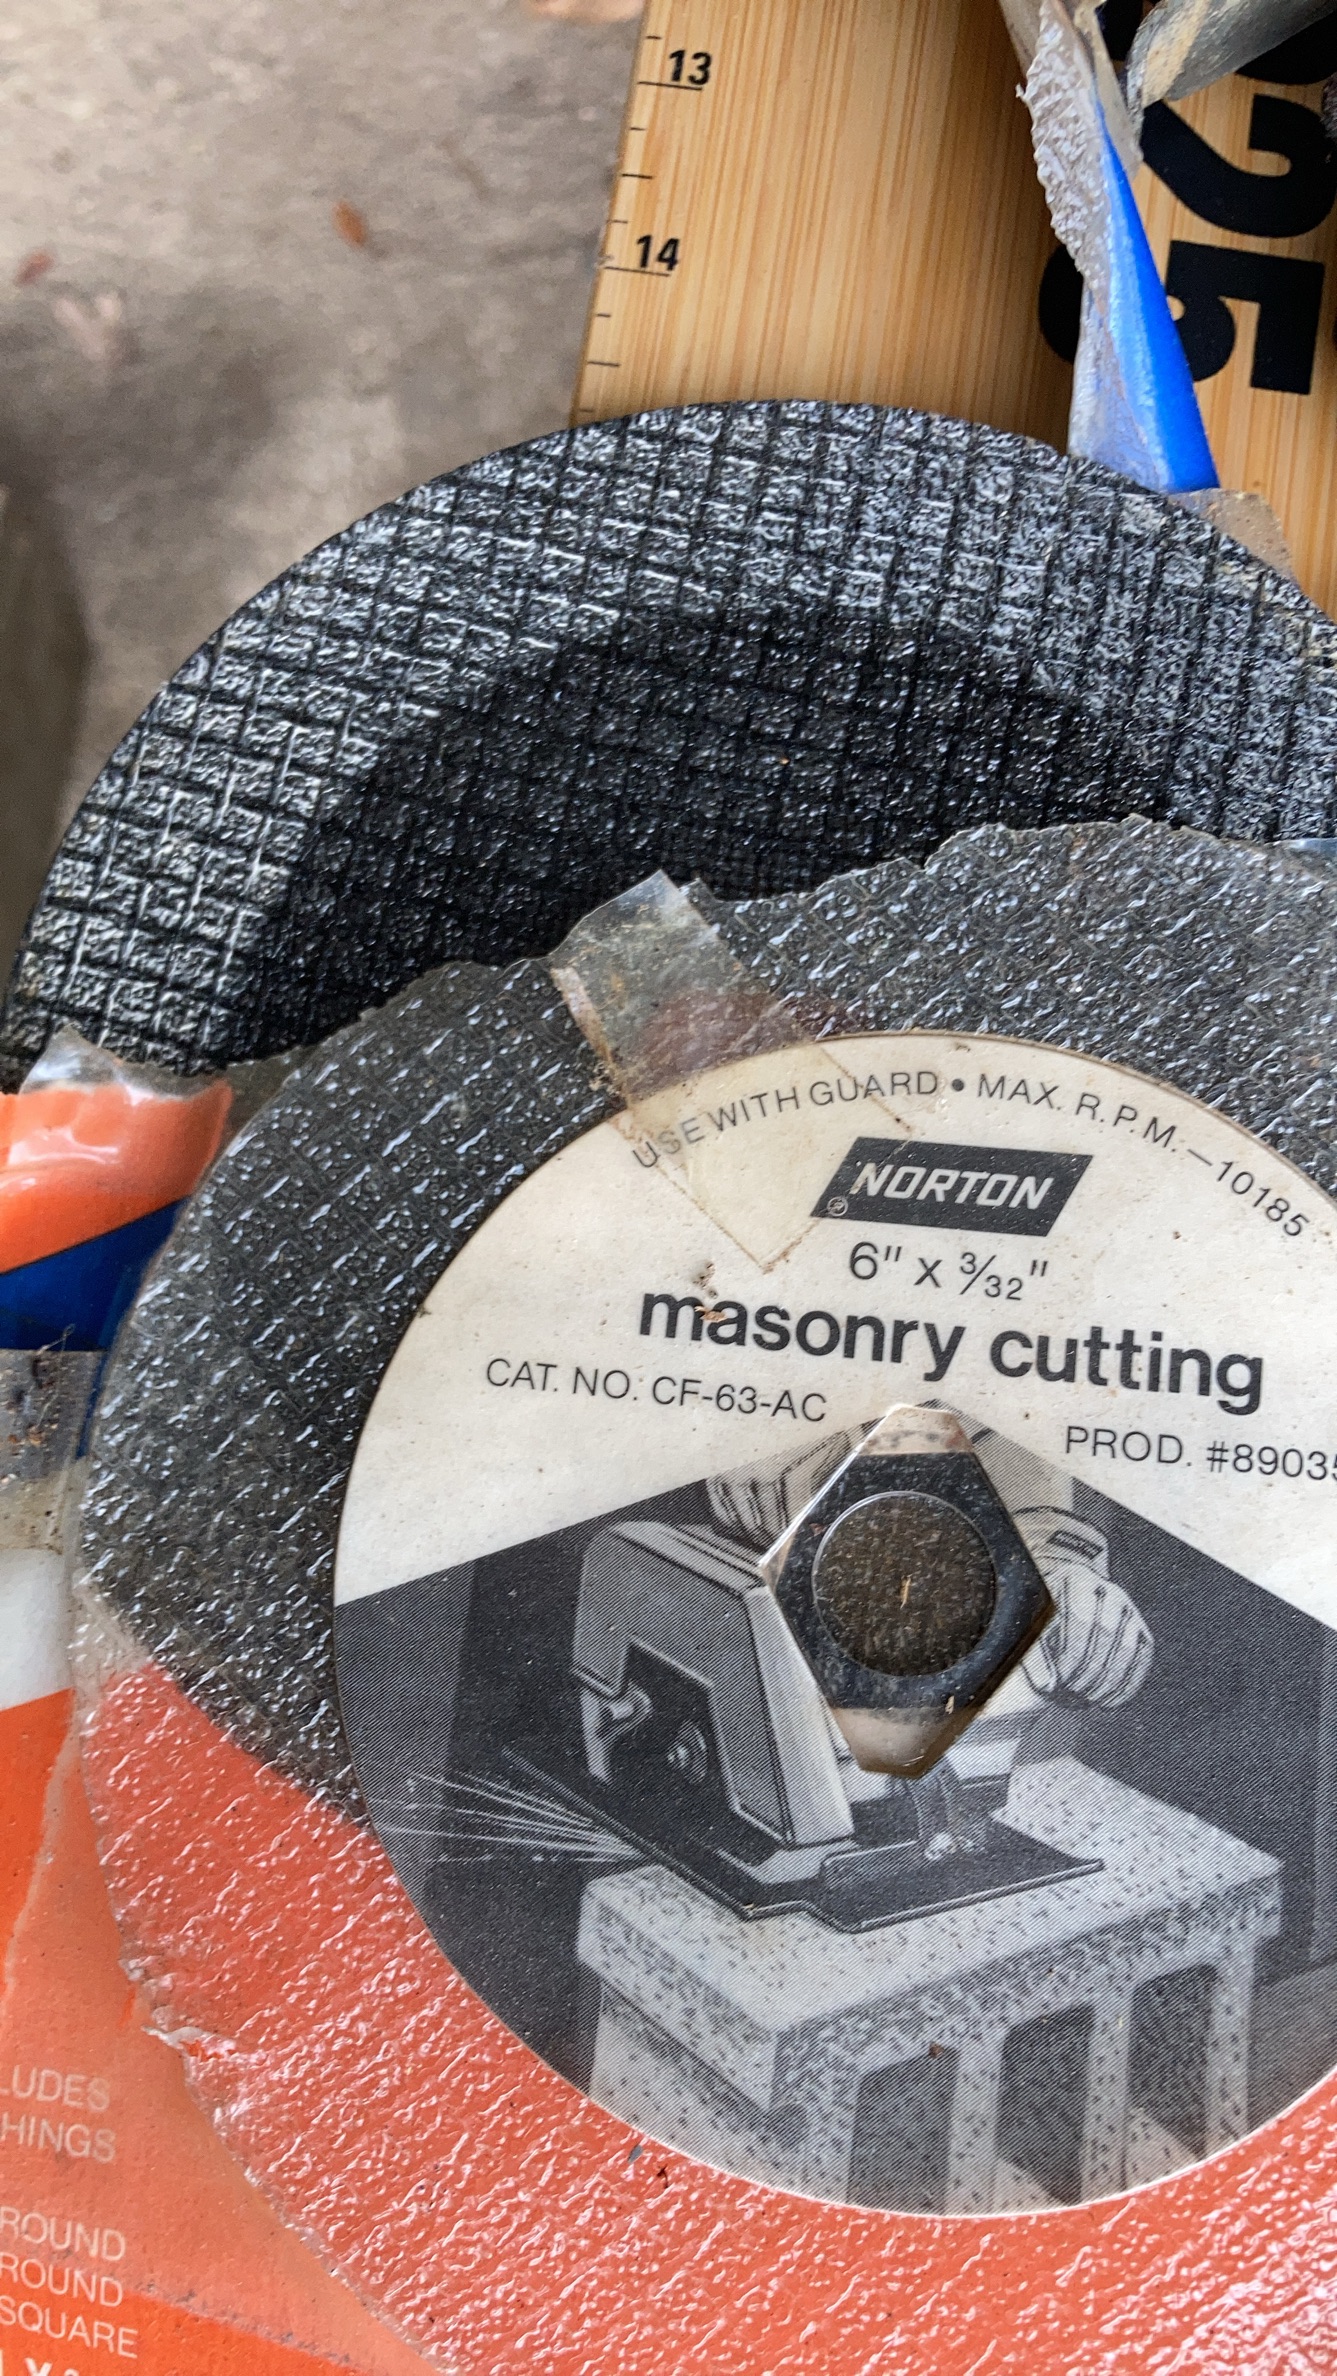 13
14
25
USE WITH GUARD • MAX. R.P.M.–10185
NORTON
®
6" x 3/32"
masonry cutting
CAT. NO. CF-63-AC
PROD. #8903
LUDES
HINGS
ROUND
ROUND
SQUARE